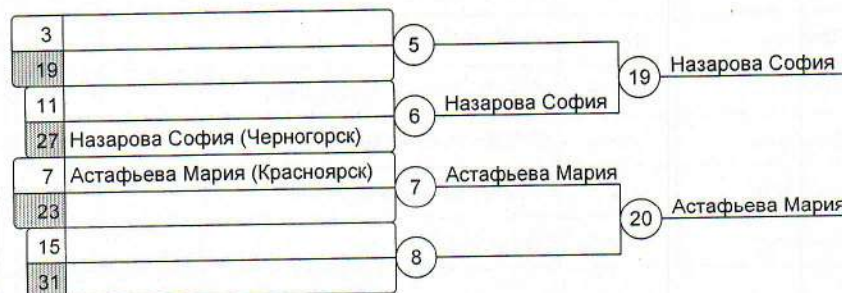 3
5
19
Назарова София
19
11
Назарова София
6
27 Назарова София (Черногорск)
7 Астафьева Мария (Красноярск)
Астафьева Мария
7
23
Астафьева Мария
20
15
8
31